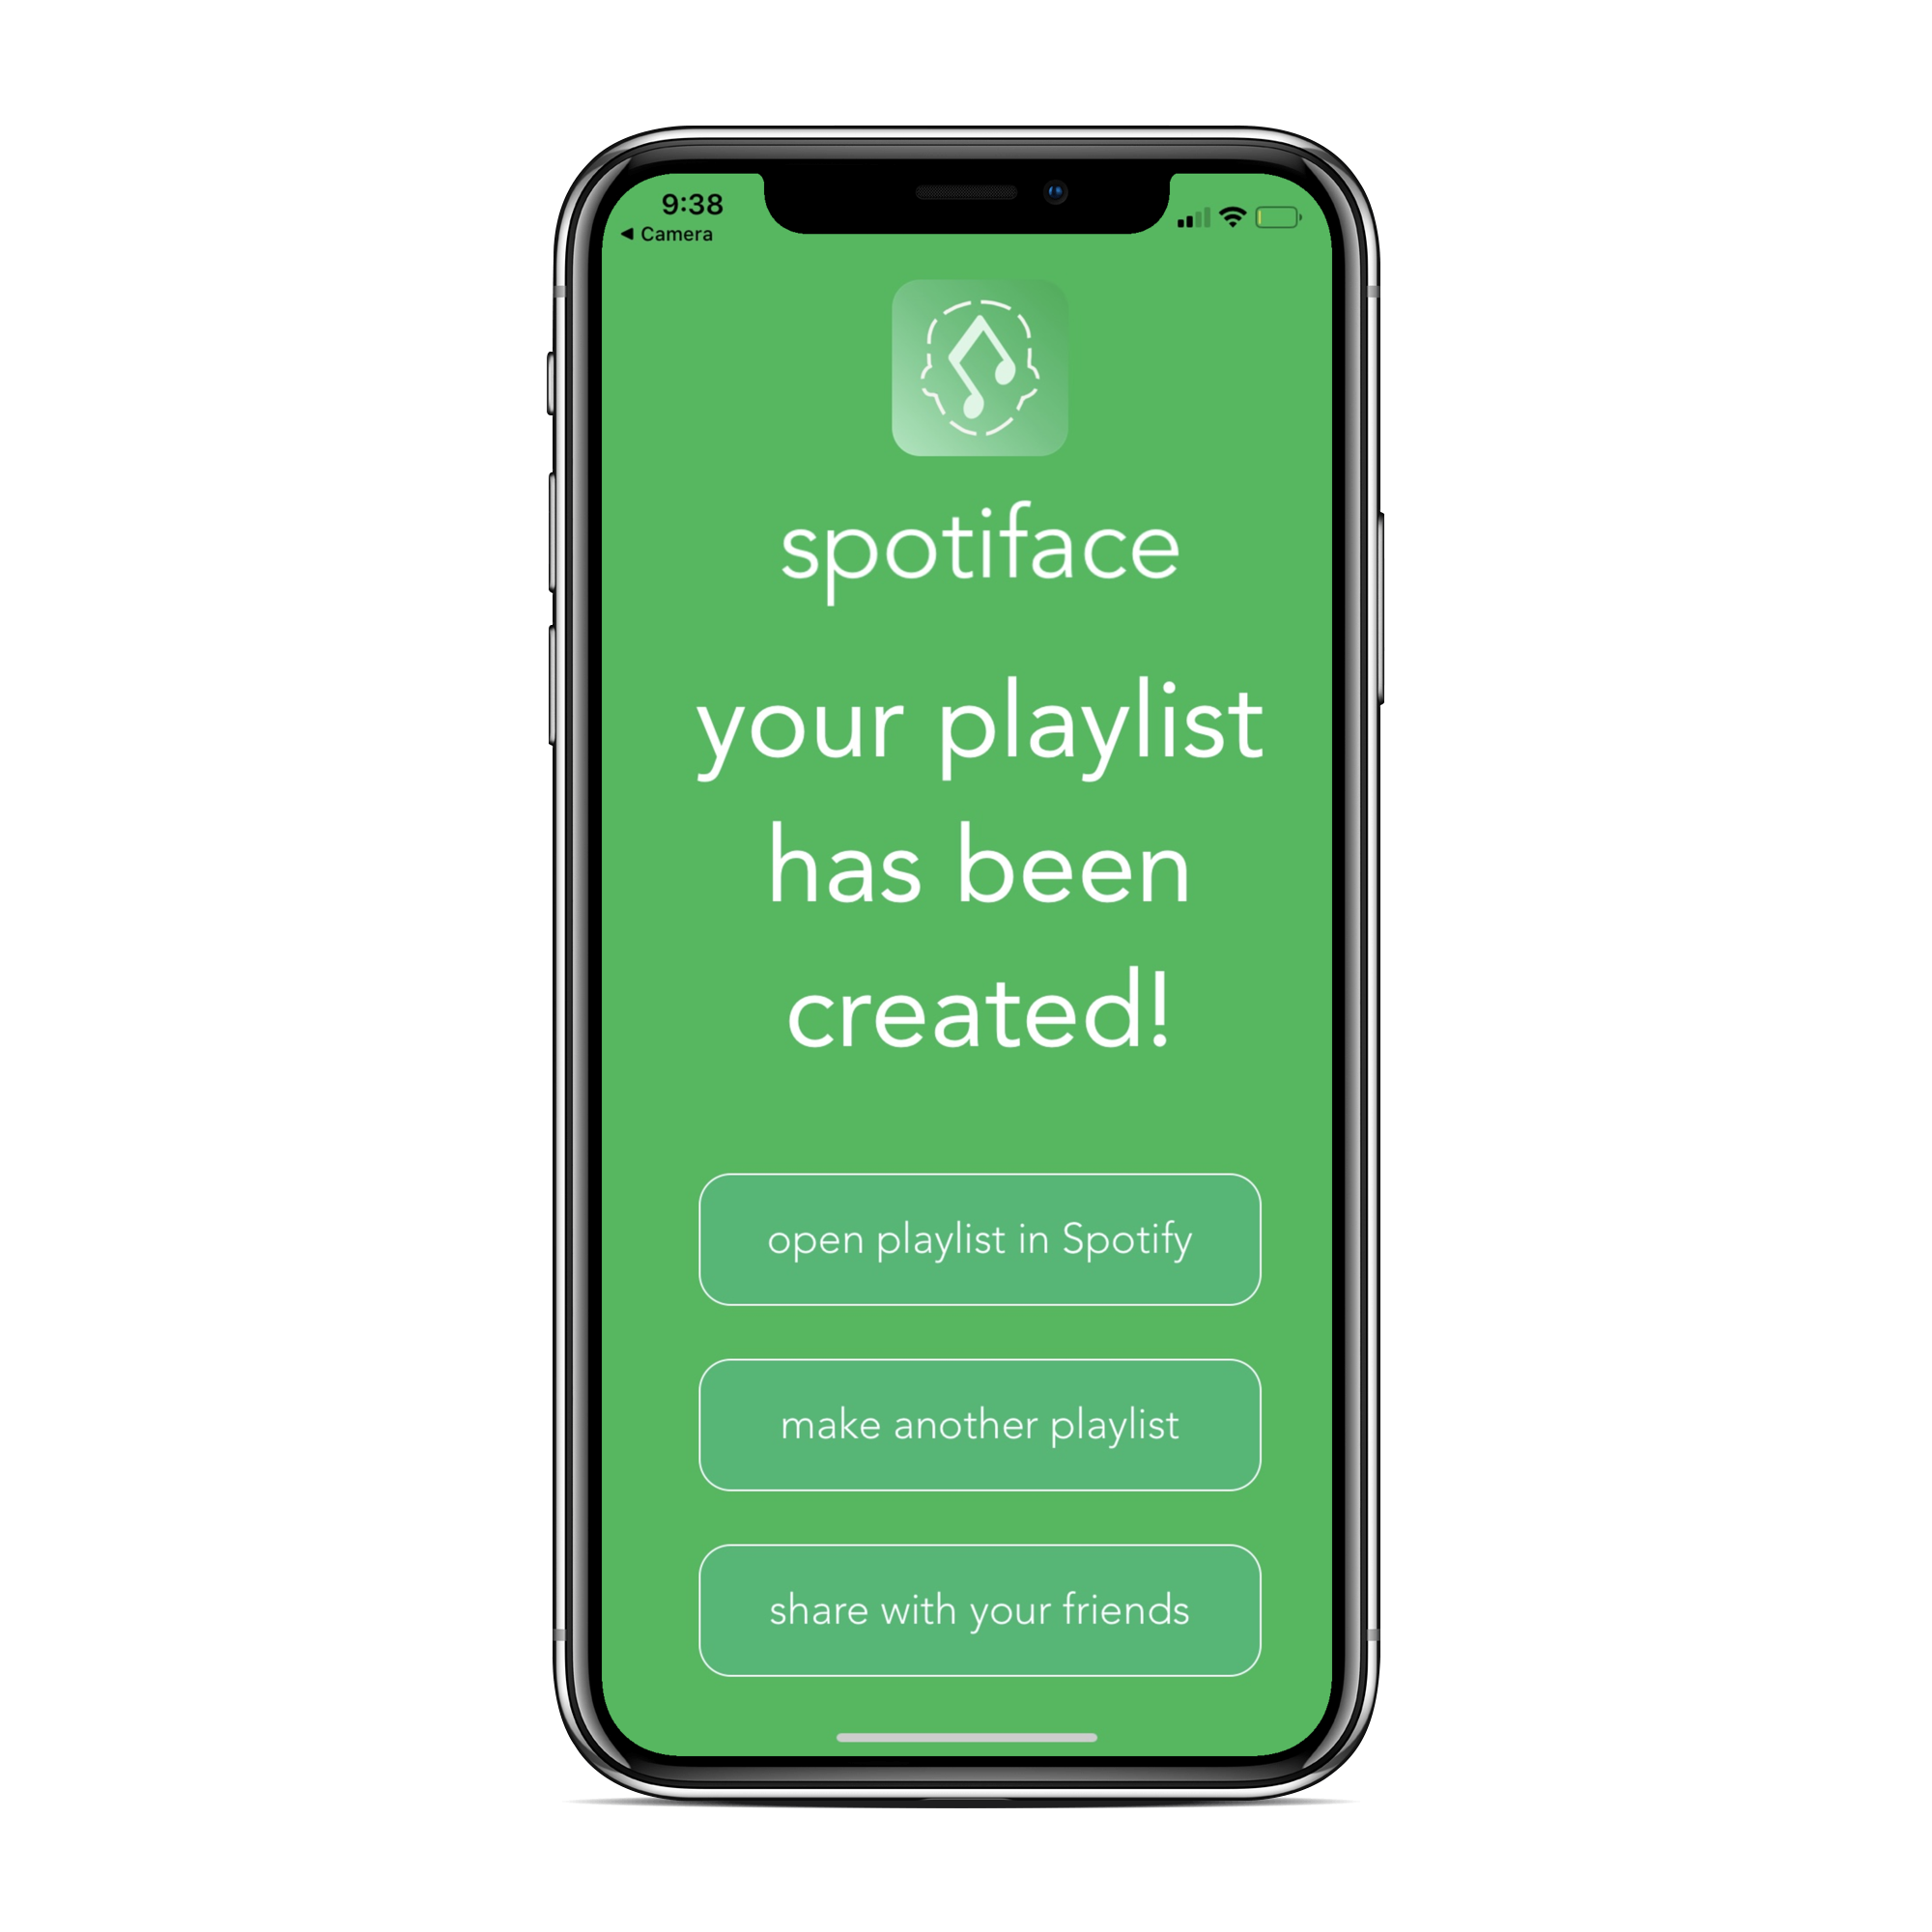 9:38
◀ Camera
spotiface
your playlist
has been
created!
open playlist in Spotify
make another playlist
share with your friends